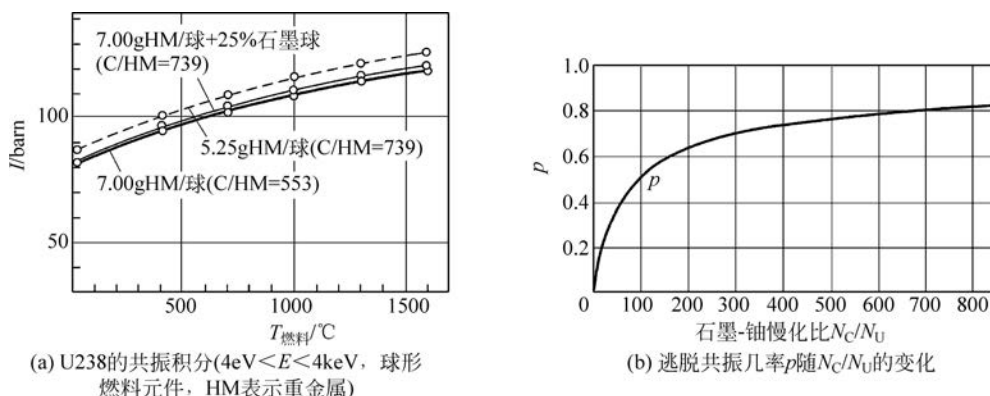 7.00gHM/球+25%石墨球
(C/HM=739)
100
I/barn
5.25gHM/球(C/HM=739)
7.00gHM/球(C/HM=553)
50
500
1000
1500
T燃料/℃
(a) U238的共振积分(4eV<E<4keV，球形
燃料元件，HM表示重金属)
1.0
0.8
0.6
p
p
0.4
0.2
0 100 200 300 400 500 600 700 800
石墨-铀慢化比NC/NU
(b) 逃脱共振几率p随NC/NU的变化